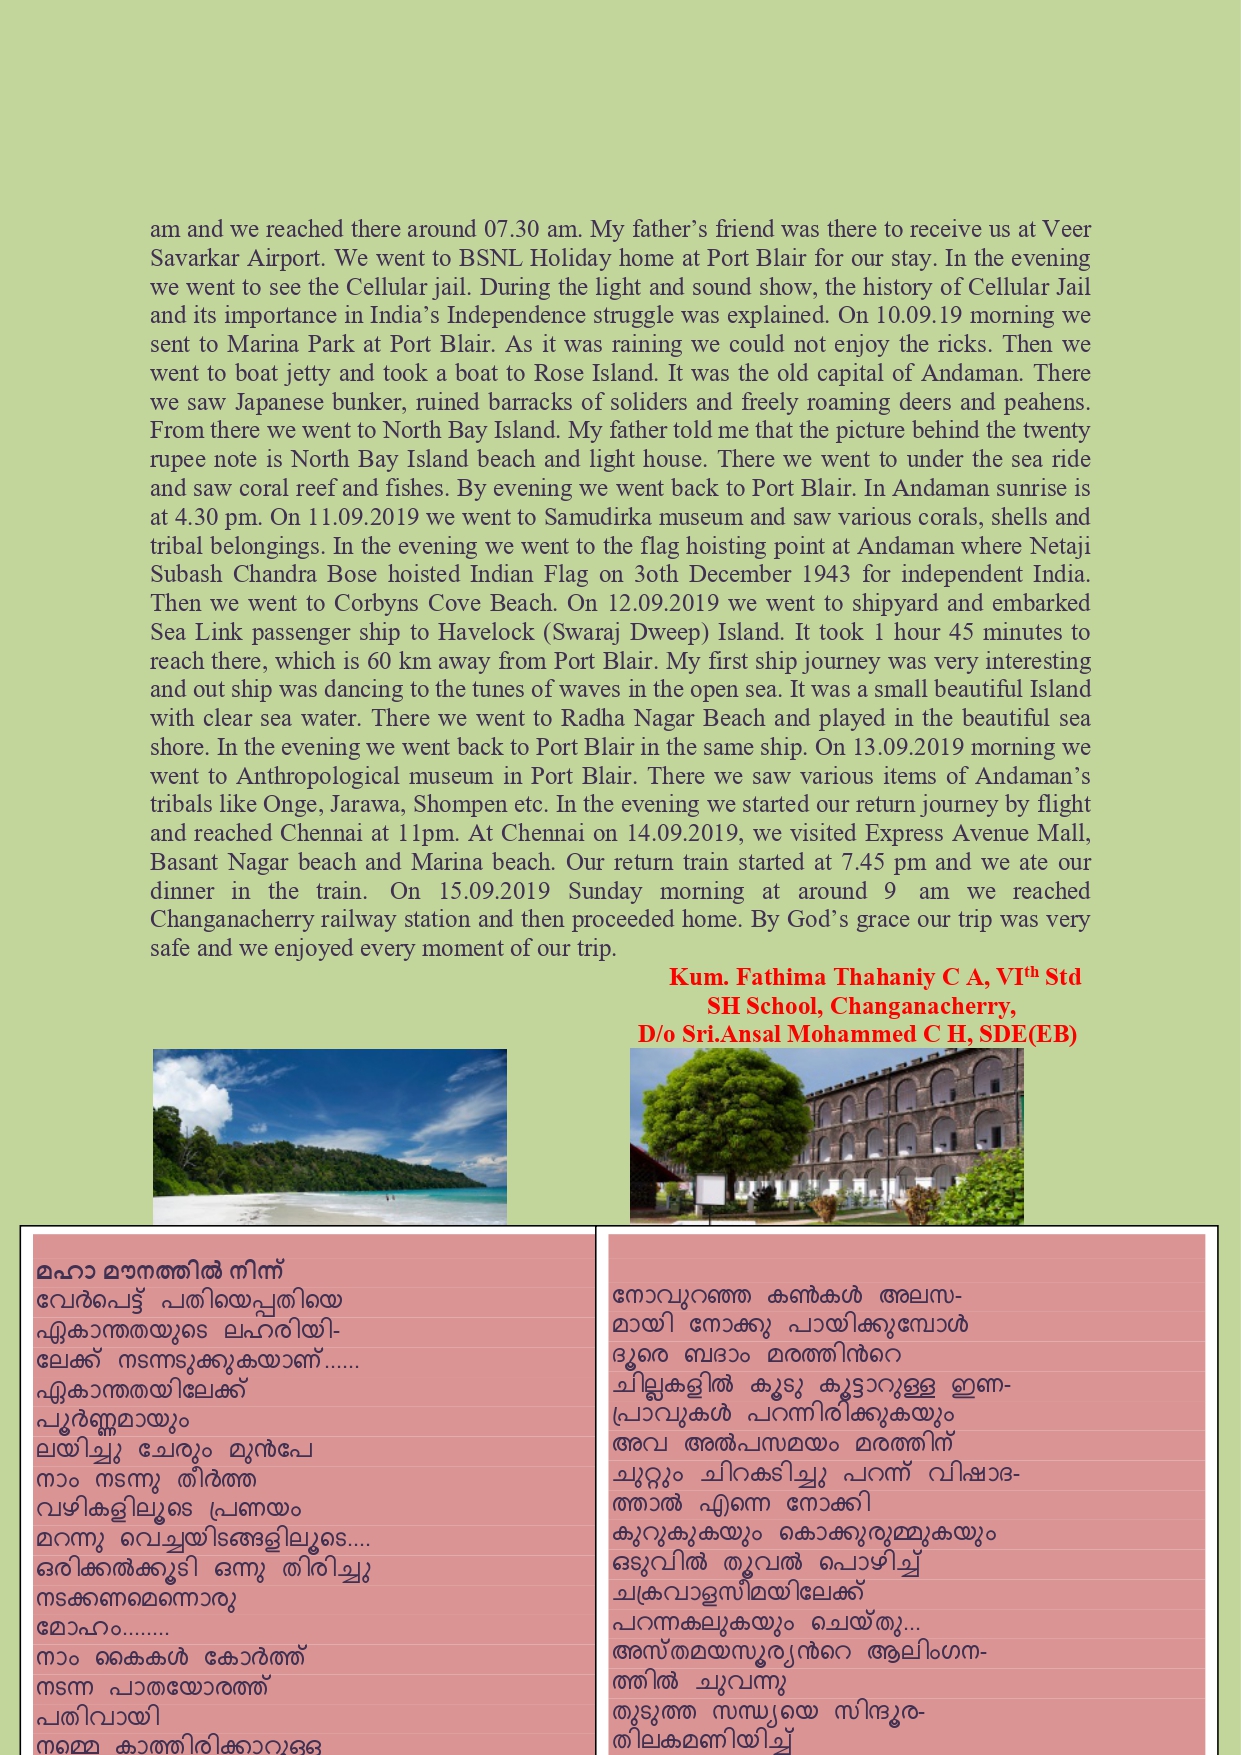 am and we reached there around 07.30 am. My father’s friend was there to receive us at Veer
Savarkar Airport. We went to BSNL Holiday home at Port Blair for our stay. In the evening
we went to see the Cellular jail. During the light and sound show, the history of Cellular Jail
and its importance in India’s Independence struggle was explained. On 10.09.19 morning we
sent to Marina Park at Port Blair. As it was raining we could not enjoy the ricks. Then we
went to boat jetty and took a boat to Rose Island. It was the old capital of Andaman. There
we saw Japanese bunker, ruined barracks of soliders and freely roaming deers and peahens.
From there we went to North Bay Island. My father told me that the picture behind the twenty
rupee note is North Bay Island beach and light house. There we went to under the sea ride
and saw coral reef and fishes. By evening we went back to Port Blair. In Andaman sunrise is
at 4.30 pm. On 11.09.2019 we went to Samudirka museum and saw various corals, shells and
tribal belongings. In the evening we went to the flag hoisting point at Andaman where Netaji
Subash Chandra Bose hoisted Indian Flag on 3oth December 1943 for independent India.
Then we went to Corbyns Cove Beach. On 12.09.2019 we went to shipyard and embarked
Sea Link passenger ship to Havelock (Swaraj Dweep) Island. It took 1 hour 45 minutes to
reach there, which is 60 km away from Port Blair. My first ship journey was very interesting
and out ship was dancing to the tunes of waves in the open sea. It was a small beautiful Island
with clear sea water. There we went to Radha Nagar Beach and played in the beautiful sea
shore. In the evening we went back to Port Blair in the same ship. On 13.09.2019 morning we
went to Anthropological museum in Port Blair. There we saw various items of Andaman’s
tribals like Onge, Jarawa, Shompen etc. In the evening we started our return journey by flight
and reached Chennai at 11pm. At Chennai on 14.09.2019, we visited Express Avenue Mall,
Basant Nagar beach and Marina beach. Our return train started at 7.45 pm and we ate our
dinner in the train. On 15.09.2019 Sunday morning at around 9 am we reached
Changanacherry railway station and then proceeded home. By God’s grace our trip was very
safe and we enjoyed every moment of our trip.
Kum. Fathima Thahaniy C A, VIth Std
SH School, Changanacherry,
D/o Sri.Ansal Mohammed C H, SDE(EB)
മഹാ മൗനത്തിൽ നിന്ന്
വേർപെട്ട് പതിയെപ്പതിയെ
ഏകാന്തതയുടെ ലഹരിയി-
ലേക്ക് നടന്നടുക്കുകയാണ്......
ഏകാന്തതയിലേക്ക്
പൂർണ്ണമായും
ലയിച്ചു ചേരും മുൻപേ
നാം നടന്നു തീർത്ത
വഴികളിലൂടെ പ്രണയം
മറന്നു വെച്ചയിടങ്ങളിലൂടെ....
ഒരിക്കൽക്കൂടി ഒന്നു തിരിച്ചു
നടക്കണമെന്നൊരു
മോഹം........
നാം കൈകൾ കോർത്ത്
നടന്ന പാതയോരത്ത്
പതിവായി
നമ്മെ കാത്തിരിക്കാറുള്ള
നോവുറഞ്ഞ കൺകൾ അലസ-
മായി നോക്കു പായിക്കുമ്പോൾ
ദൂരെ ബദാം മരത്തിൻറെ
ചില്ലകളിൽ കൂടു കൂട്ടാറുള്ള ഇണ-
പ്രാവുകൾ പറന്നിരിക്കുകയും
അവ അൽപസമയം മരത്തിന്
ചുറ്റും ചിറകടിച്ചു പറന്ന് വിഷാദ-
ത്താൽ എന്നെ നോക്കി
കുറുകുകയും കൊക്കുരുമ്മുകയും
ഒടുവിൽ തൂവൽ പൊഴിച്ച്
ചക്രവാളസീമയിലേക്ക്
പറന്നകലുകയും ചെയ്തു...
അസ്തമയസൂര്യൻറെ ആലിംഗന-
ത്തിൽ ചുവന്നു
തുടുത്ത സന്ധ്യയെ സിന്ദൂര-
തിലകമണിയിച്ച്